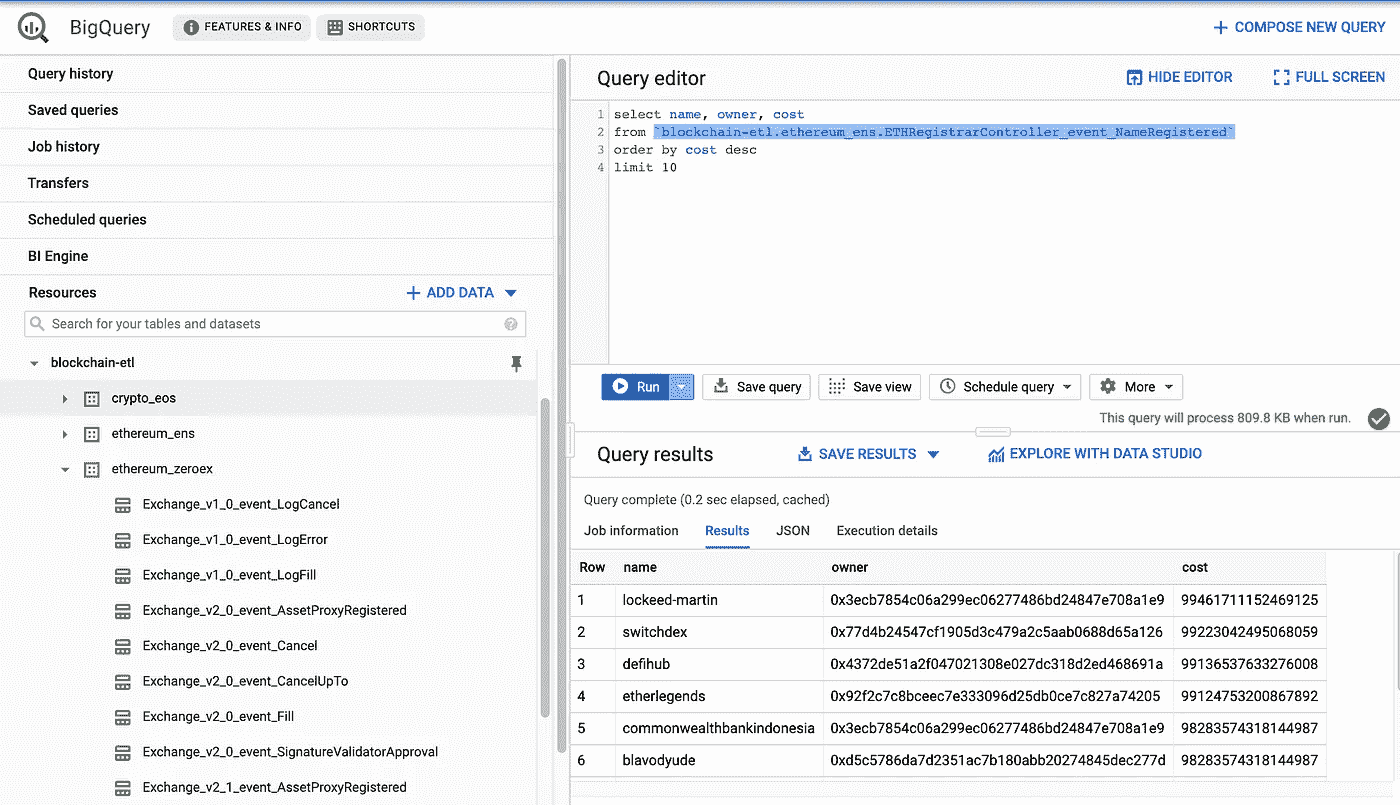 BigQuery FEATURES & INFO SHORTCUTS COMPOSE NEW QUERY
Query history
Saved queries
Job history
Transfers
Scheduled queries
BI Engine
Resources ADD DATA
Search for your tables and datasets
blockchain-etl
crypto_eos
ethereum_ens
ethereum_zeroex
Exchange_v1_0_event_LogCancel
Exchange_v1_0_event_LogError
Exchange_v1_0_event_LogFill
Exchange_v2_0_event_AssetProxyRegistered
Exchange_v2_0_event_Cancel
Exchange_v2_0_event_CancelUpTo
Exchange_v2_0_event_Fill
Exchange_v2_0_event_SignatureValidatorApproval
Exchange_v2_1_event_AssetProxyRegistered
Query editor HIDE EDITOR FULL SCREEN
1 select name, owner, cost
2 from `blockchain-etl.ethereum_ens.ETHRegistrarController_event_NameRegistered`
3 order by cost desc
4 limit 10
Run Save query Save view Schedule query More
This query will process 809.8 KB when run.
Query results SAVE RESULTS EXPLORE WITH DATA STUDIO
Query complete (0.2 sec elapsed, cached)
Job information Results JSON Execution details
Row name owner cost
1 lockeed-martin 0x3ecb7854c06a299ec06277486bd24847e708a1e9 99461711152469125
2 switchdex 0x77d4b24547cf1905d3c479a2c5aab0688d65a126 99223042495068059
3 defihub 0x4372de51a2f047021308e027dc318d2ed468691a 99136537633276008
4 etherlegends 0x92f2c7c8bceec7e333096d25db0ce7c827a74205 99124753200867892
5 commonwealthbankindonesia 0x3ecb7854c06a299ec06277486bd24847e708a1e9 98283574318144987
6 blavodyude 0xd5c5786da7d2351ac7b180abb20274845dec277d 98283574318144987